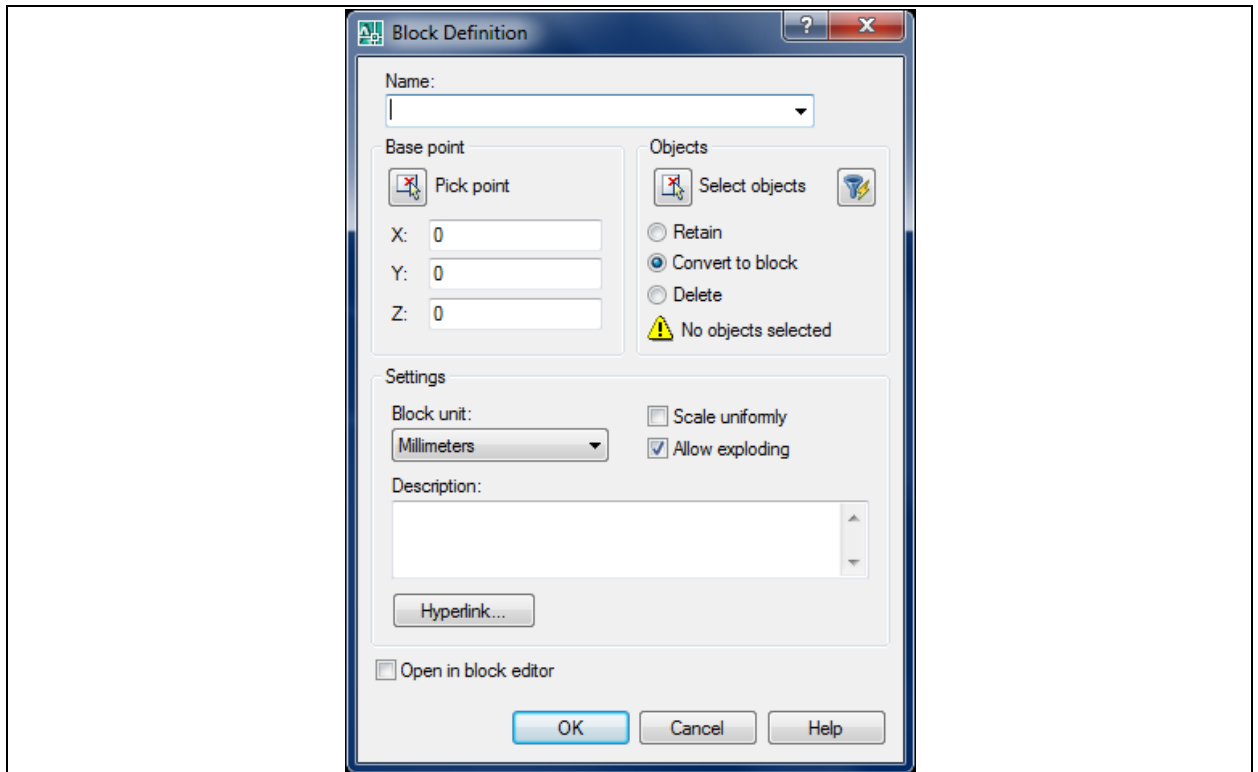 Block Definition
Name:
Base point
Pick point
X: 0
Y: 0
Z: 0
Objects
Select objects
Retain
Convert to block
Delete
No objects selected
Settings
Block unit:
Millimeters
Scale uniformly
Allow exploding
Description:
Hyperlink...
Open in block editor
OK Cancel Help